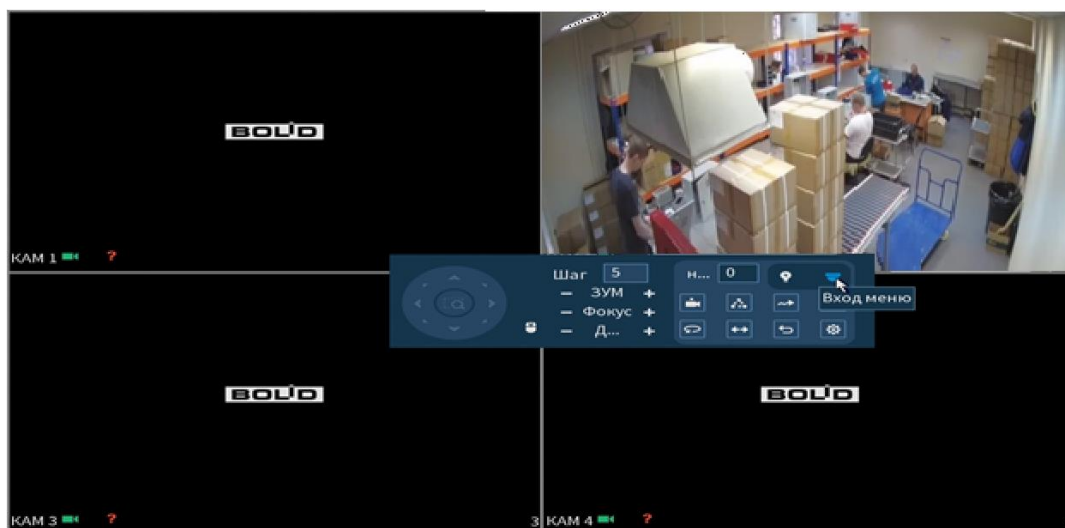 BOLID
КАМ 1 ?
Шаг 5
н... 0
— ЗУМ +
Вход меню
— Фокус +
— Д... +
BOLID
BOLID
КАМ 3 ?
3 КАМ 4 ?